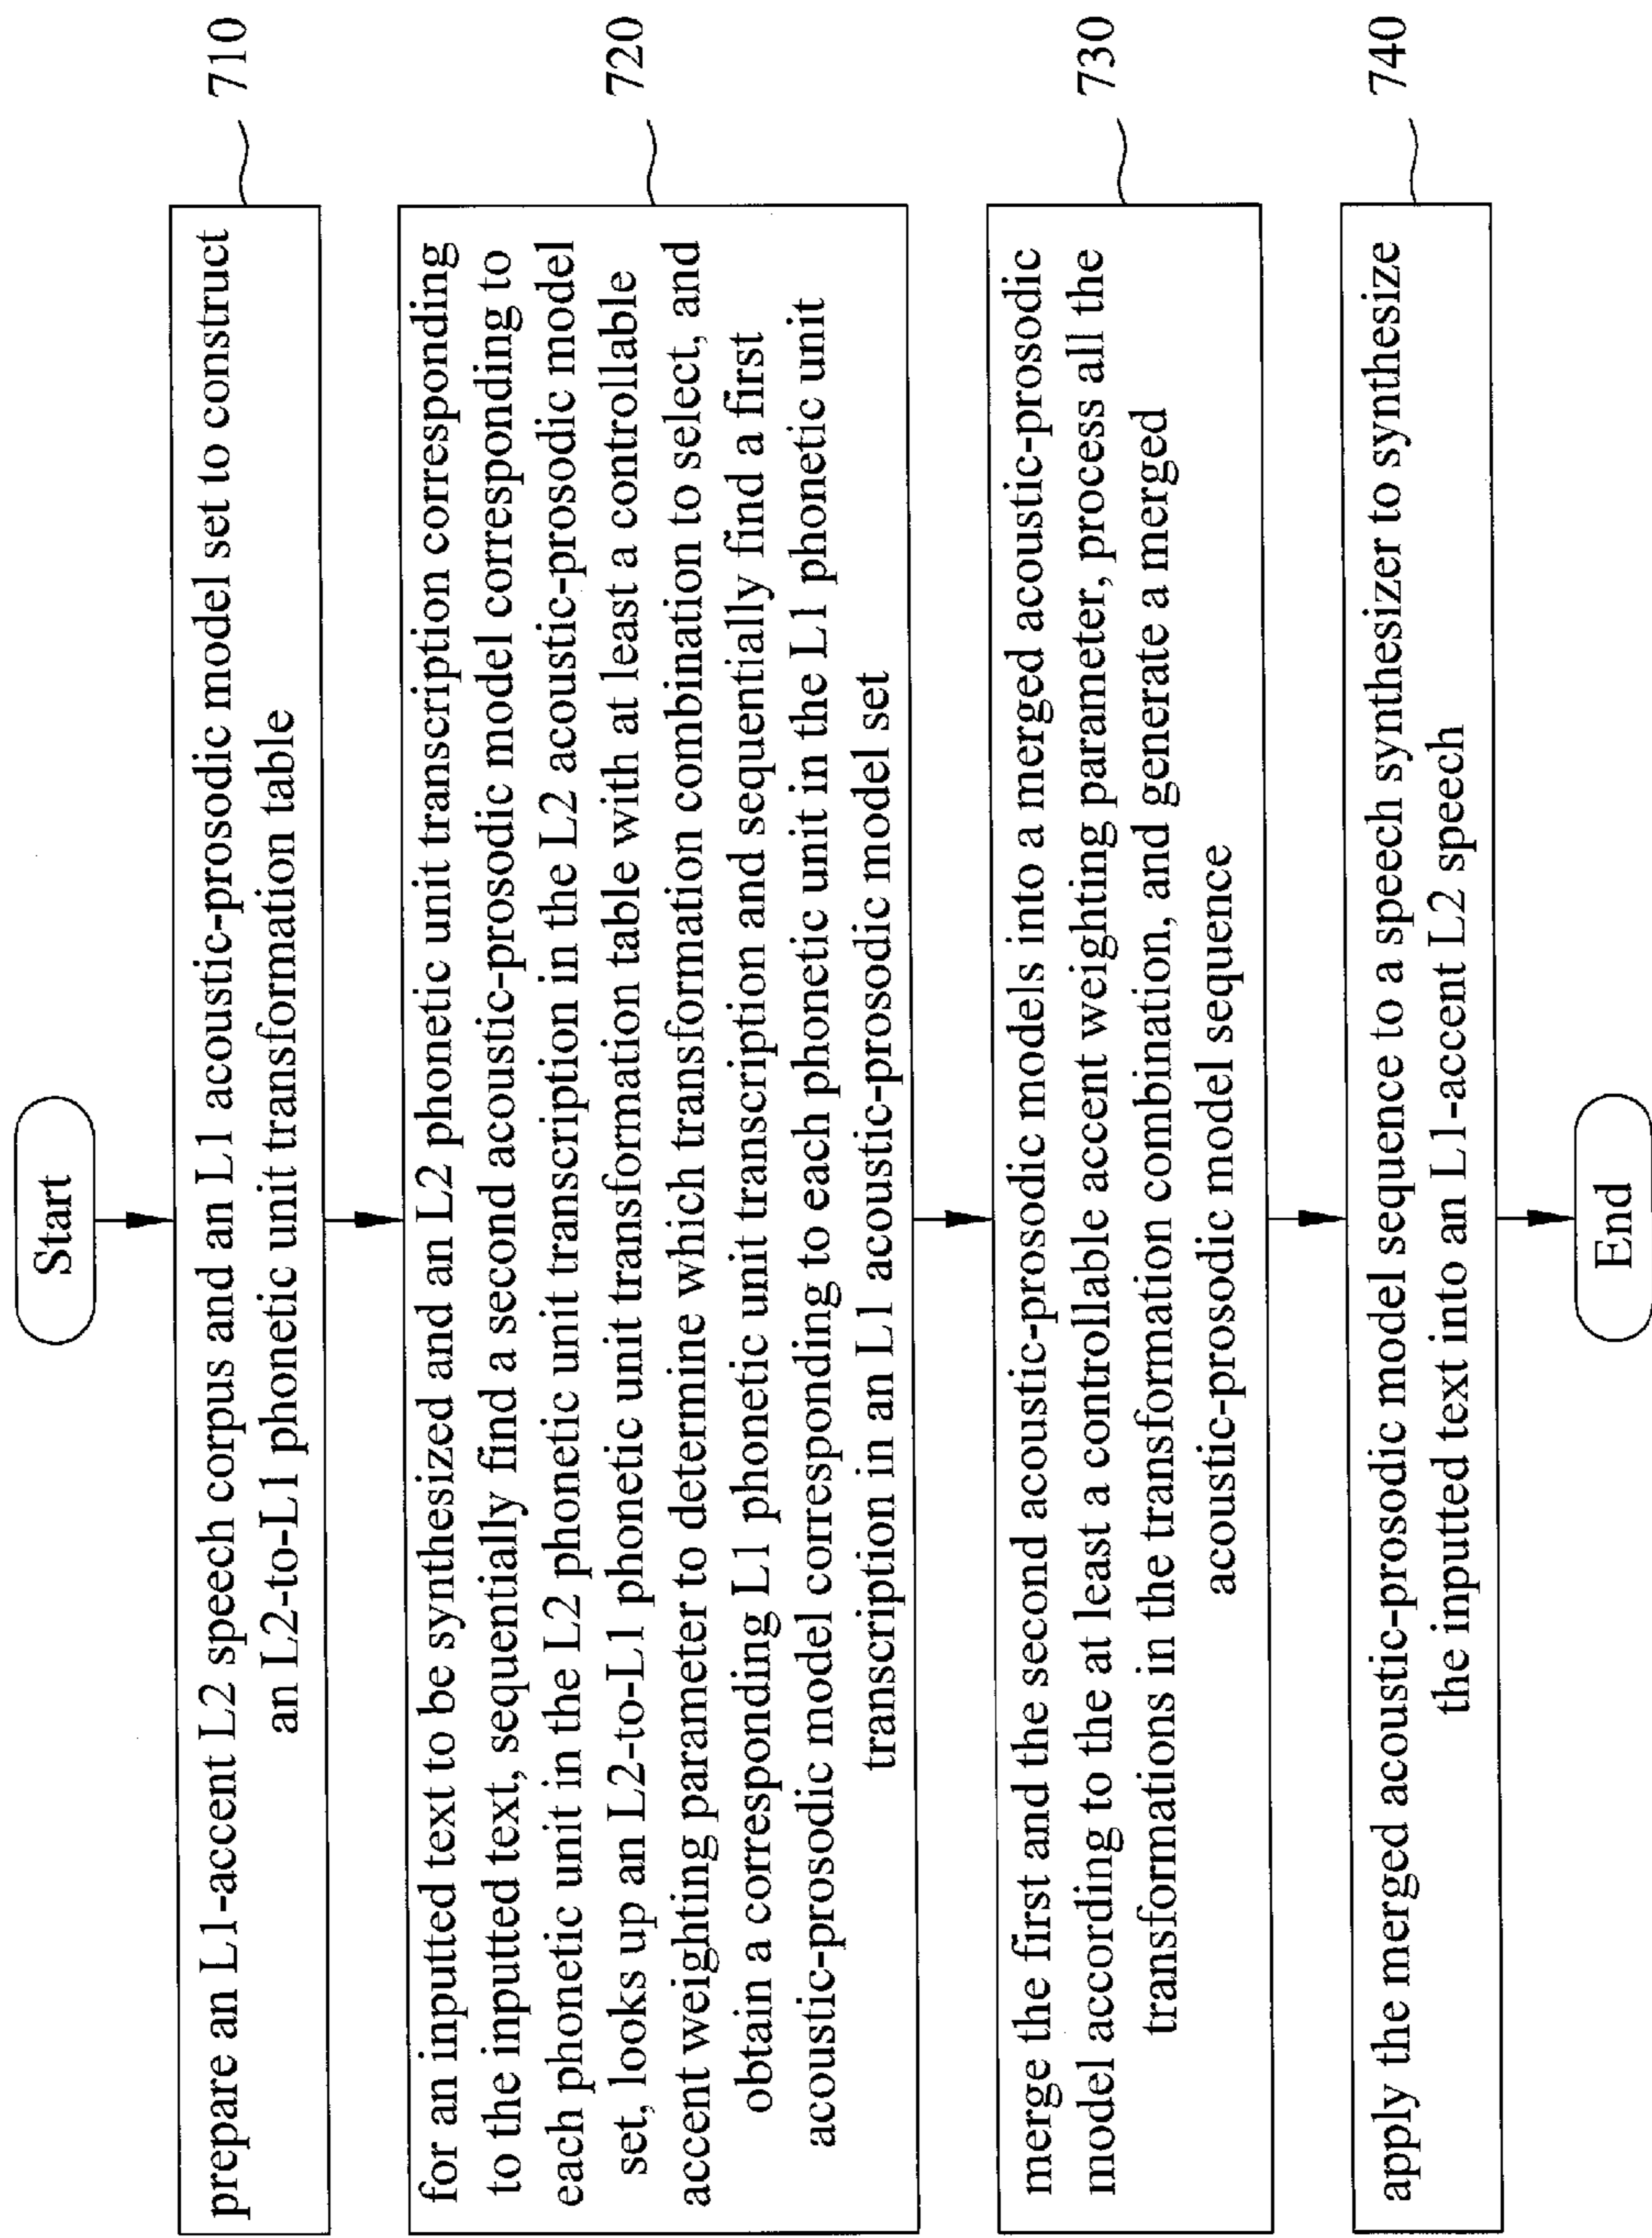 Start
prepare an L1-accent L2 speech corpus and an L1 acoustic-prosodic model set to construct
an L2-to-L1 phonetic unit transformation table
710
for an inputted text to be synthesized and an L2 phonetic unit transcription corresponding
to the inputted text, sequentially find a second acoustic-prosodic model corresponding to
each phonetic unit in the L2 phonetic unit transcription in the L2 acoustic-prosodic model
set, looks up an L2-to-L1 phonetic unit transformation table with at least a controllable
accent weighting parameter to determine which transformation combination to select, and
obtain a corresponding L1 phonetic unit transcription and sequentially find a first
acoustic-prosodic model corresponding to each phonetic unit in the L1 phonetic unit
transcription in an L1 acoustic-prosodic model set
720
merge the first and the second acoustic-prosodic models into a merged acoustic-prosodic
model according to the at least a controllable accent weighting parameter, process all the
transformations in the transformation combination, and generate a merged
acoustic-prosodic model sequence
730
apply the merged acoustic-prosodic model sequence to a speech synthesizer to synthesize
the inputted text into an L1-accent L2 speech
740
End